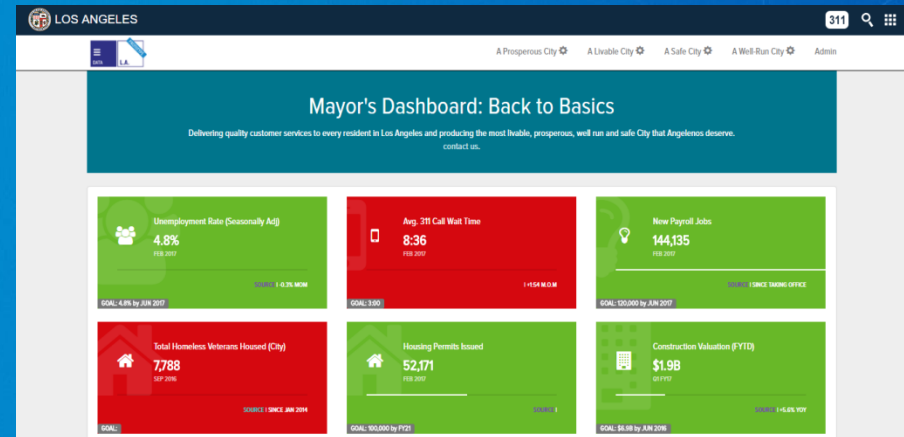 LOS ANGELES
311
DATA L.A.
A Prosperous City
A Livable City
A Safe City
A Well-Run City
Admin
Mayor's Dashboard: Back to Basics
Delivering quality customer services to every resident in Los Angeles and producing the most livable, prosperous, well run and safe City that Angelenos deserve.
contact us.
Unemployment Rate (Seasonally Adj)
4.8%
FEB 2017
SOURCE | -0.3% MOM
GOAL: 4.8% by JUN 2017
Avg. 311 Call Wait Time
8:36
FEB 2017
| +1:54 M.O.M
GOAL: 3:00
New Payroll Jobs
144,135
FEB 2017
SOURCE | SINCE TAKING OFFICE
GOAL: 120,000 by JUN 2017
Total Homeless Veterans Housed (City)
7,788
SEP 2016
SOURCE | SINCE JAN 2014
GOAL:
Housing Permits Issued
52,171
FEB 2017
SOURCE |
GOAL: 100,000 by FY21
Construction Valuation (FYTD)
$1.9B
Q1 FY17
SOURCE | +5.6% YOY
GOAL: $6.9B by JUN 2016